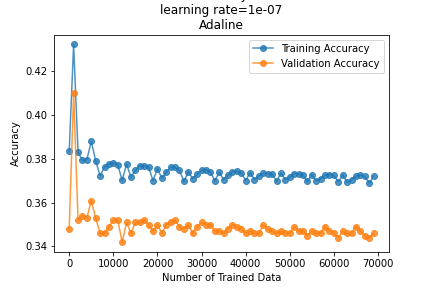 learning rate=1e-07
Adaline
Training Accuracy
Validation Accuracy
Accuracy
0.42
0.40
0.38
0.36
0.34
0 10000 20000 30000 40000 50000 60000 70000
Number of Trained Data